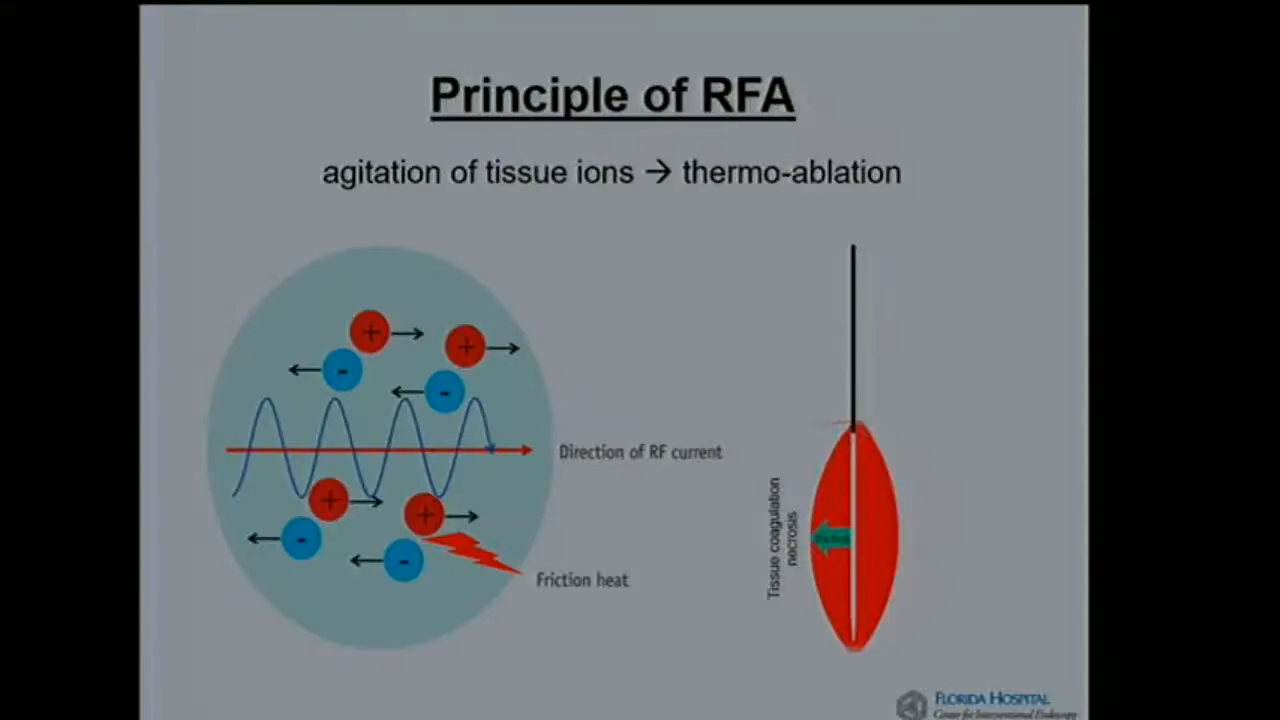 Principle of RFA
agitation of tissue ions → thermo-ablation
+
+
-
-
Direction of RF current
+
+
-
-
Friction heat
Tissue coagulation
necrosis
FLORIDA HOSPITAL
Center for Interventional Endoscopy